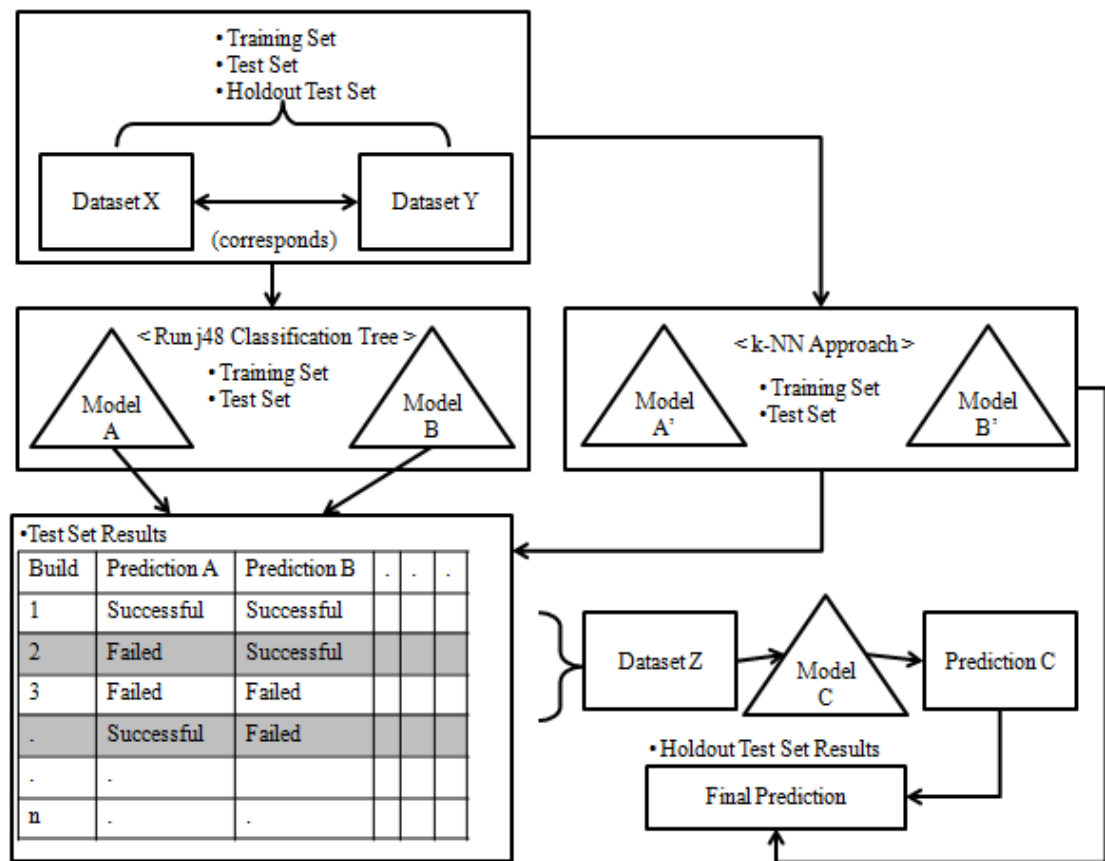 • Training Set
• Test Set
• Holdout Test Set
Dataset X
Dataset Y
(corresponds)
< Run j48 Classification Tree >
• Training Set
• Test Set
Model
A
Model
B
< k-NN Approach >
• Training Set
•Test Set
Model
A’
Model
B’
•Test Set Results
Build Prediction A Prediction B . . .
1 Successful Successful
2 Failed Successful
3 Failed Failed
. Successful Failed
. .
n . .
Dataset Z
Model
C
Prediction C
• Holdout Test Set Results
Final Prediction